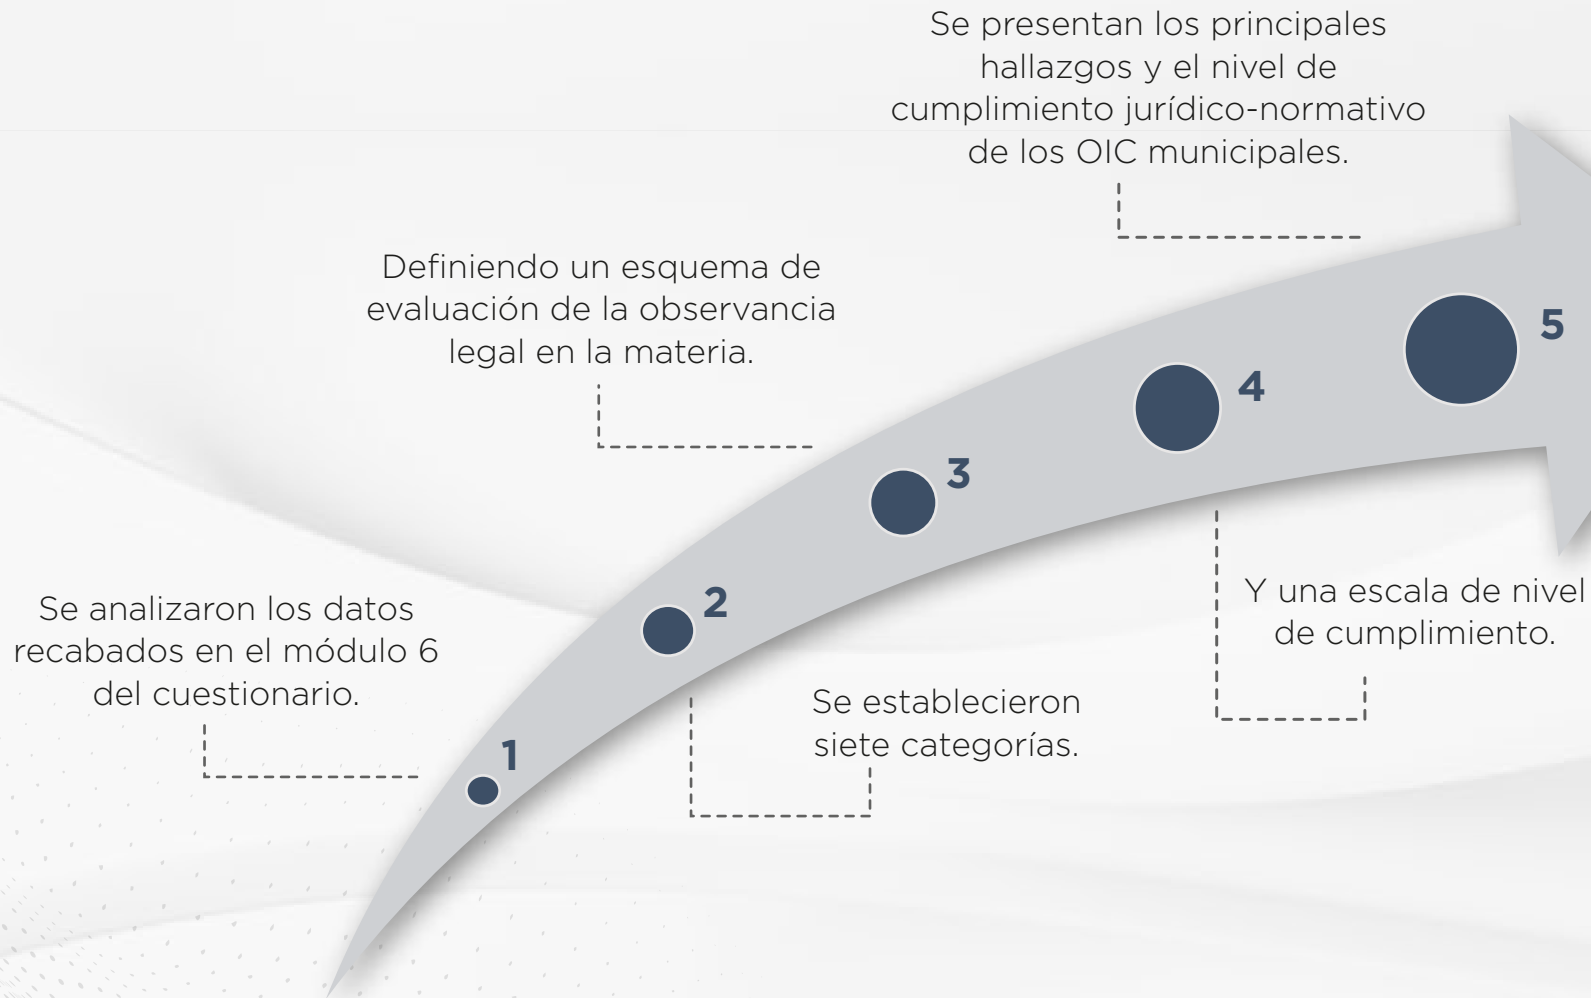 Se presentan los principales
hallazgos y el nivel de
cumplimiento jurídico-normativo
de los OIC municipales.
Definiendo un esquema de
evaluación de la observancia
legal en la materia.
5
4
3
Y una escala de nivel
de cumplimiento.
2
Se analizaron los datos
recabados en el módulo 6
del cuestionario.
Se establecieron
siete categorías.
1